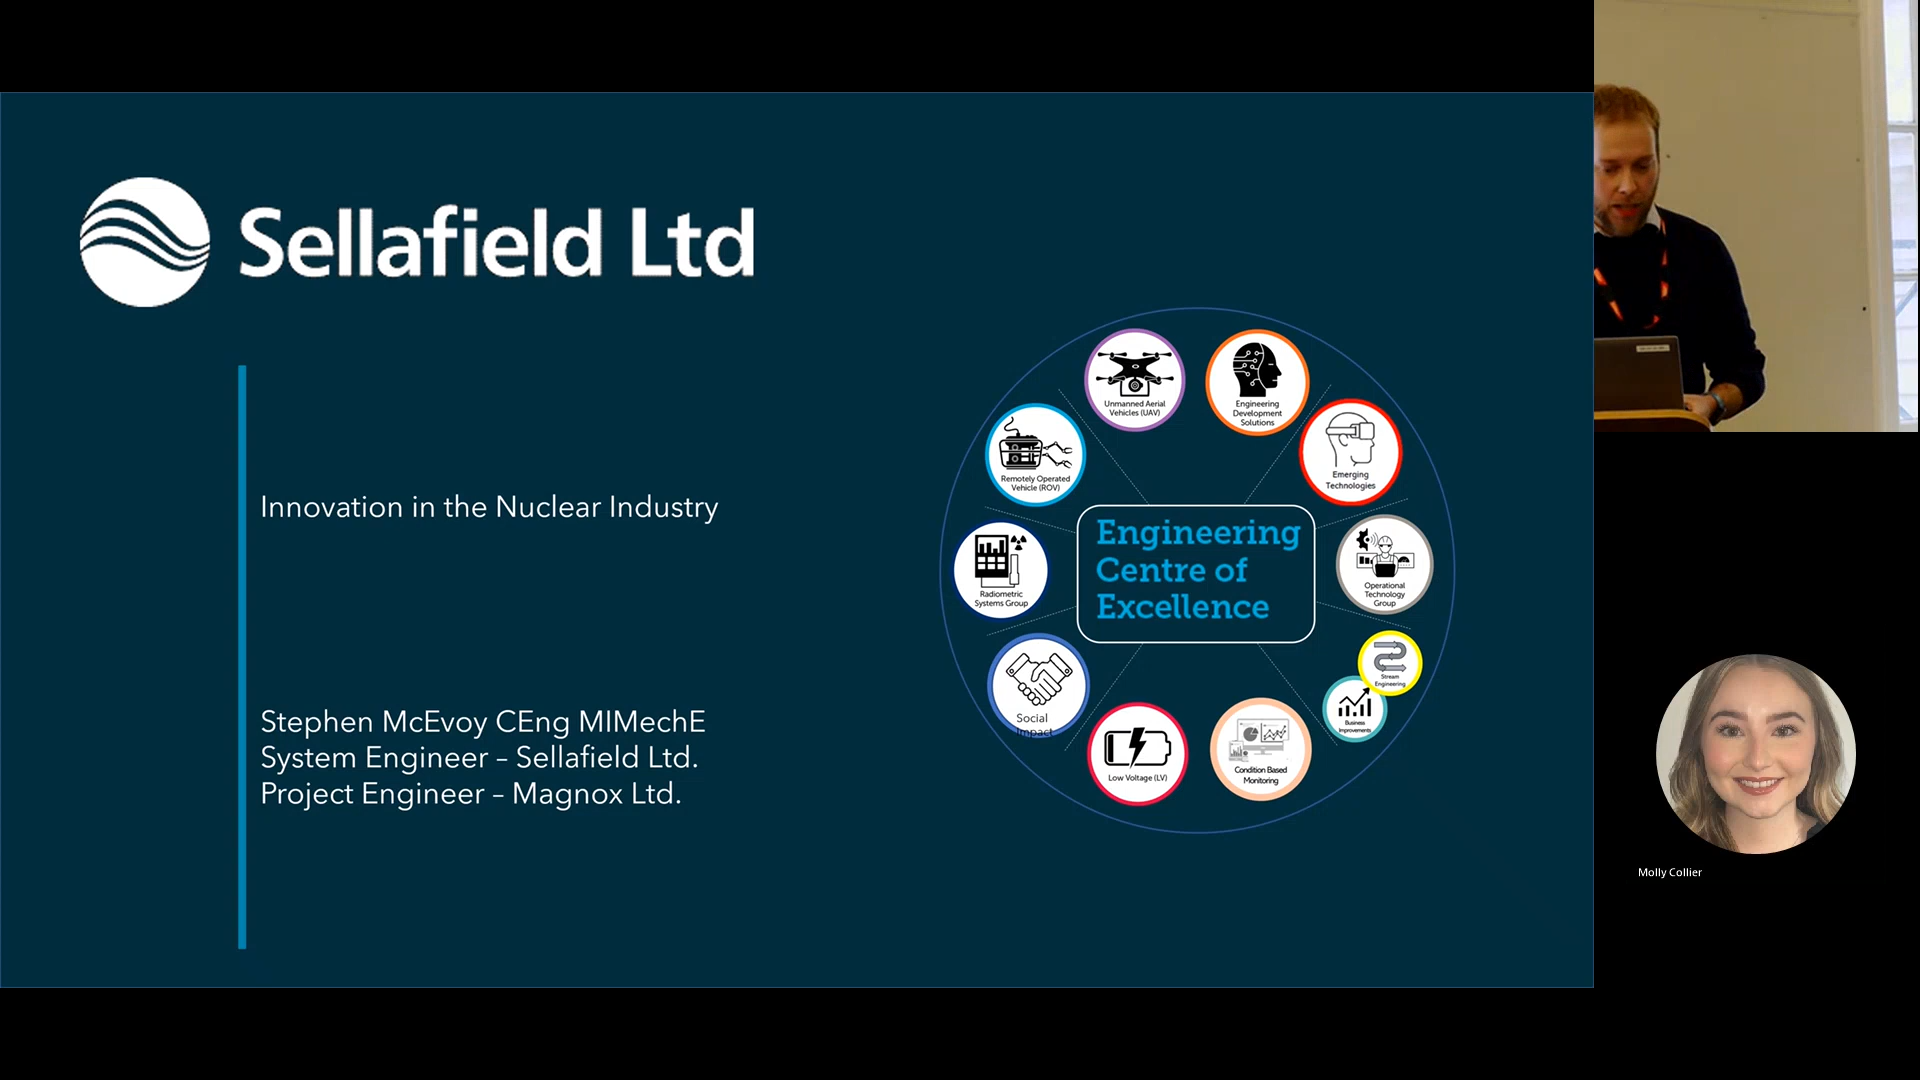 Sellafield Ltd
Innovation in the Nuclear Industry
Stephen McEvoy CEng MIMechE
System Engineer – Sellafield Ltd.
Project Engineer – Magnox Ltd.
Engineering
Centre of
Excellence
Unmanned Aerial
Vehicles (UAV)
Engineering
Development
Solutions
Emerging
Technologies
Operational
Technology
Group
Stream
Engineering
Business
Improvements
Condition Based
Monitoring
Low Voltage (LV)
Social
Impact
Radiometric
Systems Group
Remotely Operated
Vehicle (ROV)
Molly Collier